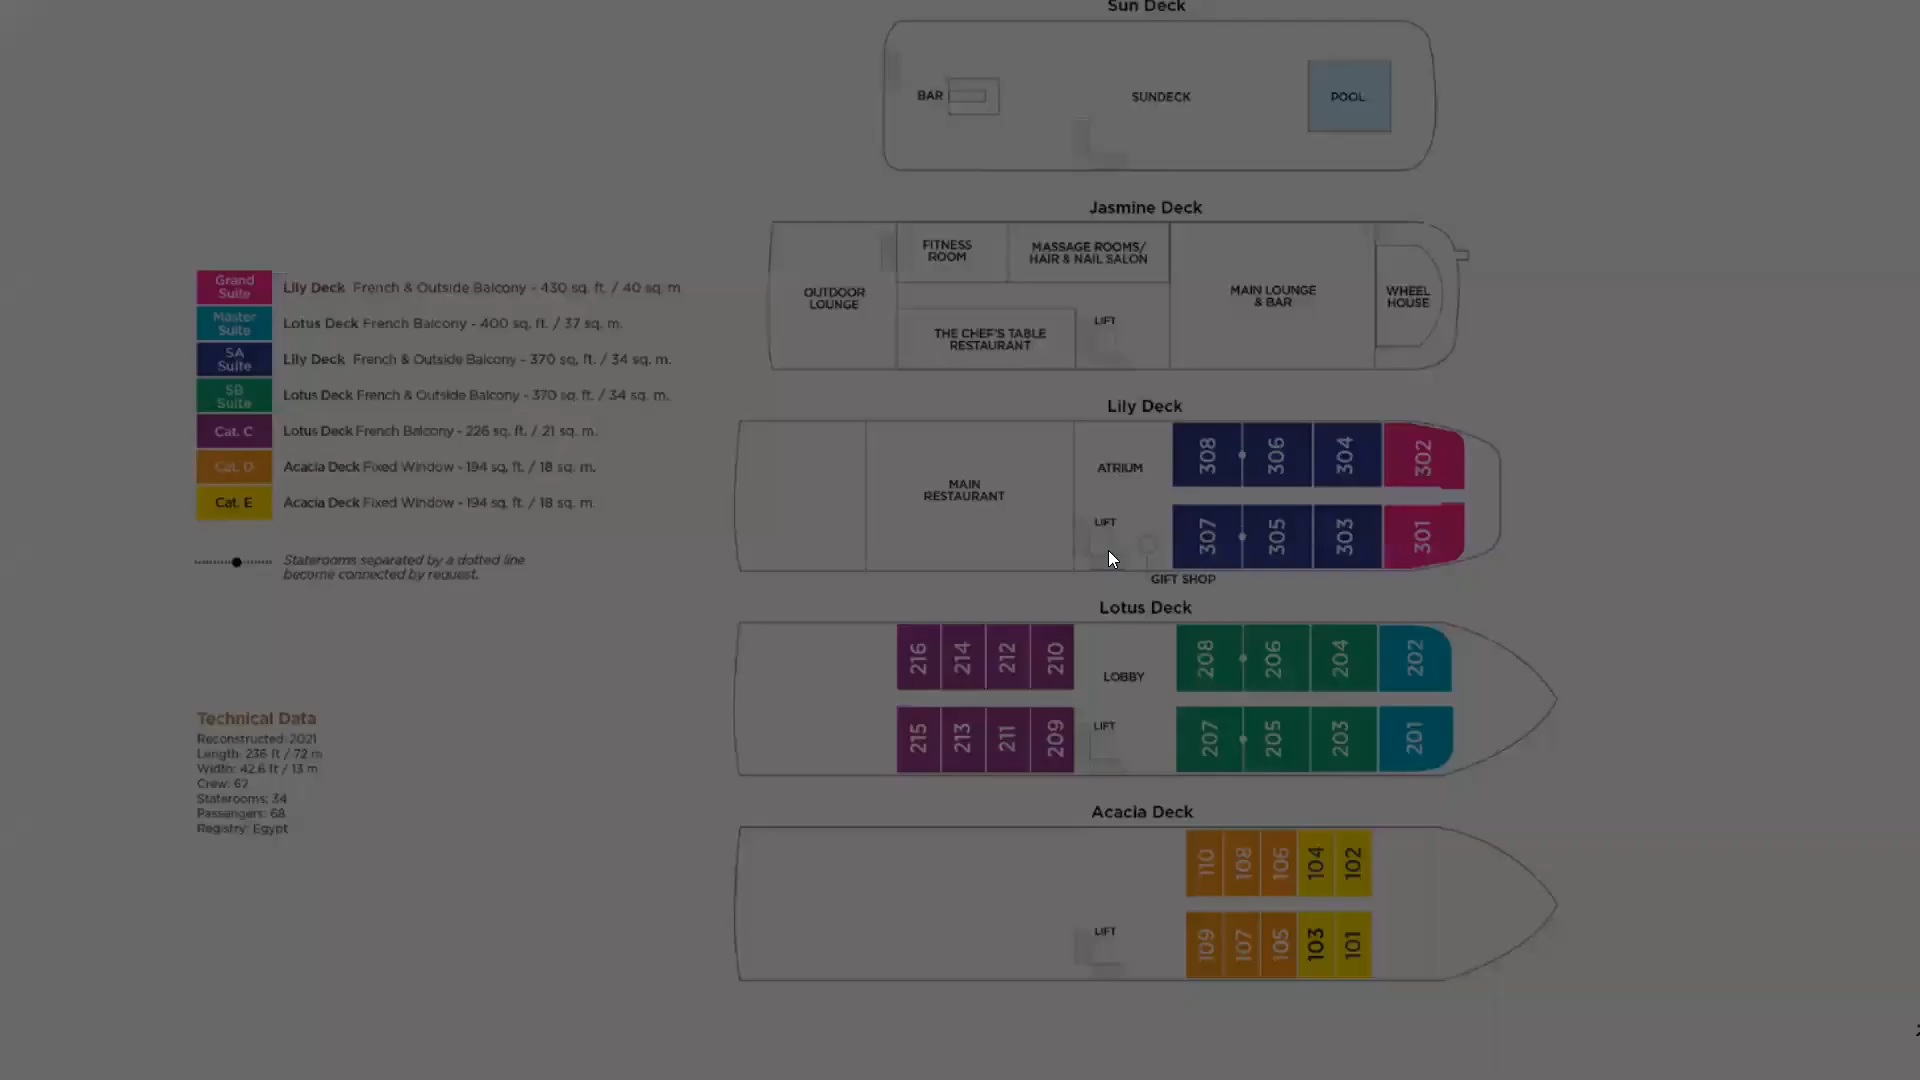 Sun Deck
BAR
SUNDECK
POOL
Jasmine Deck
FITNESS
ROOM
MASSAGE ROOMS/
HAIR & NAIL SALON
OUTDOOR
LOUNGE
MAIN LOUNGE
& BAR
WHEEL
HOUSE
THE CHEF'S TABLE
RESTAURANT
LIFT
Grand
Suite
Lily Deck French & Outside Balcony - 430 sq. ft. / 40 sq. m
Master
Suite
Lotus Deck French Balcony - 400 sq. ft. / 37 sq. m.
SA
Suite
Lily Deck French & Outside Balcony - 370 sq. ft. / 34 sq. m.
SB
Suite
Lotus Deck French & Outside Balcony - 370 sq. ft. / 34 sq. m.
Cat. C
Lotus Deck French Balcony - 226 sq. ft. / 21 sq. m.
Cat. D
Acacia Deck Fixed Window - 194 sq. ft. / 18 sq. m.
Cat. E
Acacia Deck Fixed Window - 194 sq. ft. / 18 sq. m.
Staterooms separated by a dotted line
become connected by request.
Lily Deck
308 306 304 302
ATRIUM
MAIN
RESTAURANT
LIFT
307 305 303 301
GIFT SHOP
Lotus Deck
216 214 212 210
LOBBY
208 206 204 202
215 213 211 209
LIFT
207 205 203 201
Technical Data
Reconstructed: 2021
Length: 236 ft / 72 m
Width: 42.6 ft / 13 m
Crew: 62
Staterooms: 34
Passengers: 68
Registry: Egypt
Acacia Deck
110 108 106 104 102
LIFT
109 107 105 103 101